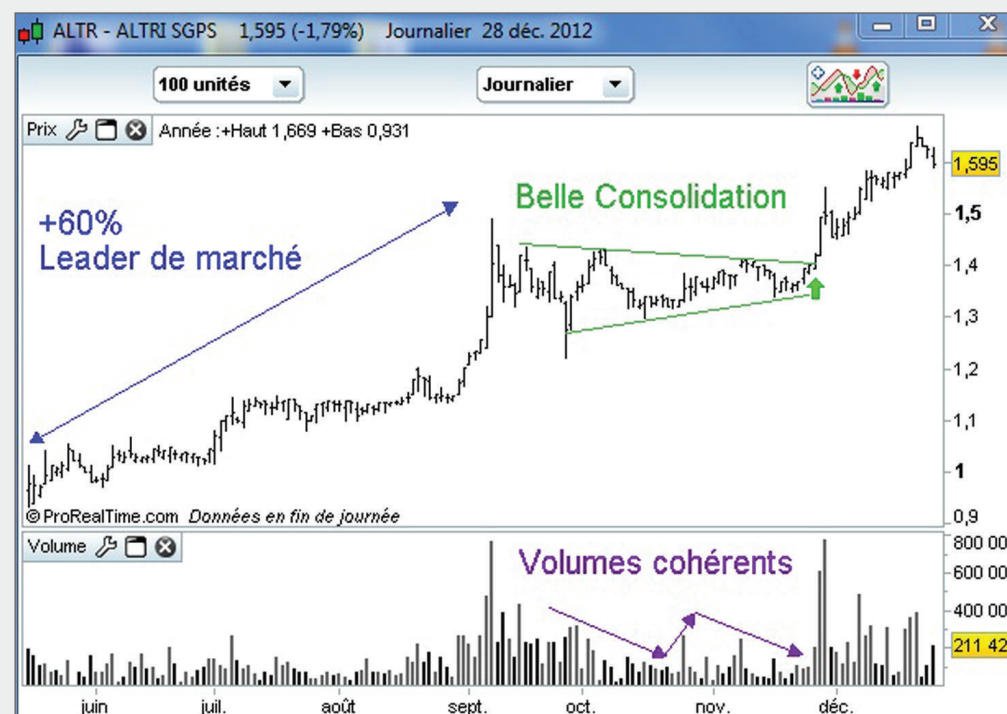 ALTR - ALTRI SGPS 1,595 (-1,79%) Journalier 28 déc. 2012
100 unités
Journalier
Prix
Année :+Haut 1,669 +Bas 0,931
+60%
Leader de marché
Belle Consolidation
1,595
1,5
1,4
1,3
1,2
1,1
1
0,9
© ProRealTime.com Données en fin de journée
Volume
Volumes cohérents
800 00
600 00
400 00
211 42
juin juil. août sept. oct. nov. déc.